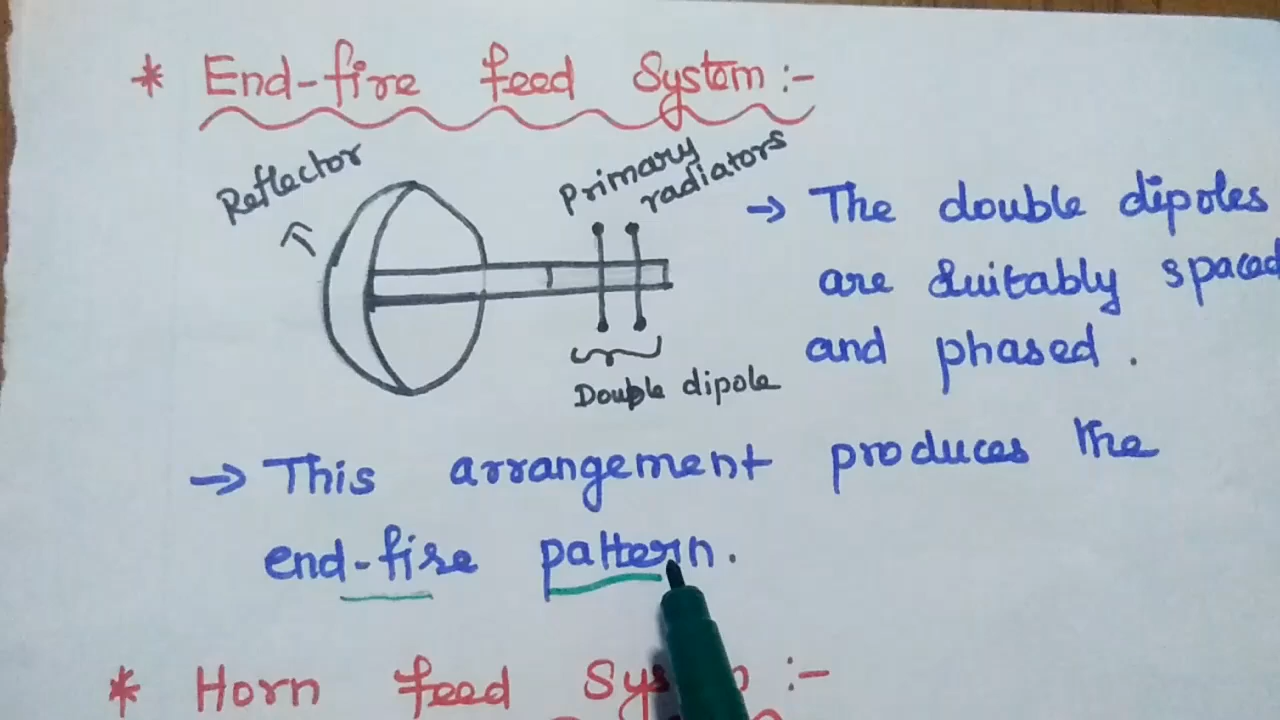 * End-fire feed System :-
Reflector
Primary
radiators
Double dipole
→ The double dipoles
are suitably spaced
and phased .
→ This arrangement produces the
end-fire pattern.
* Horn feed System :-